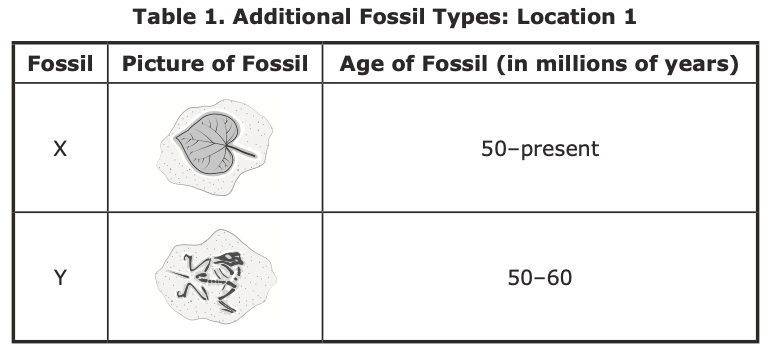 Table 1. Additional Fossil Types: Location 1
Fossil Picture of Fossil Age of Fossil (in millions of years)
X 50–present
Y 50–60